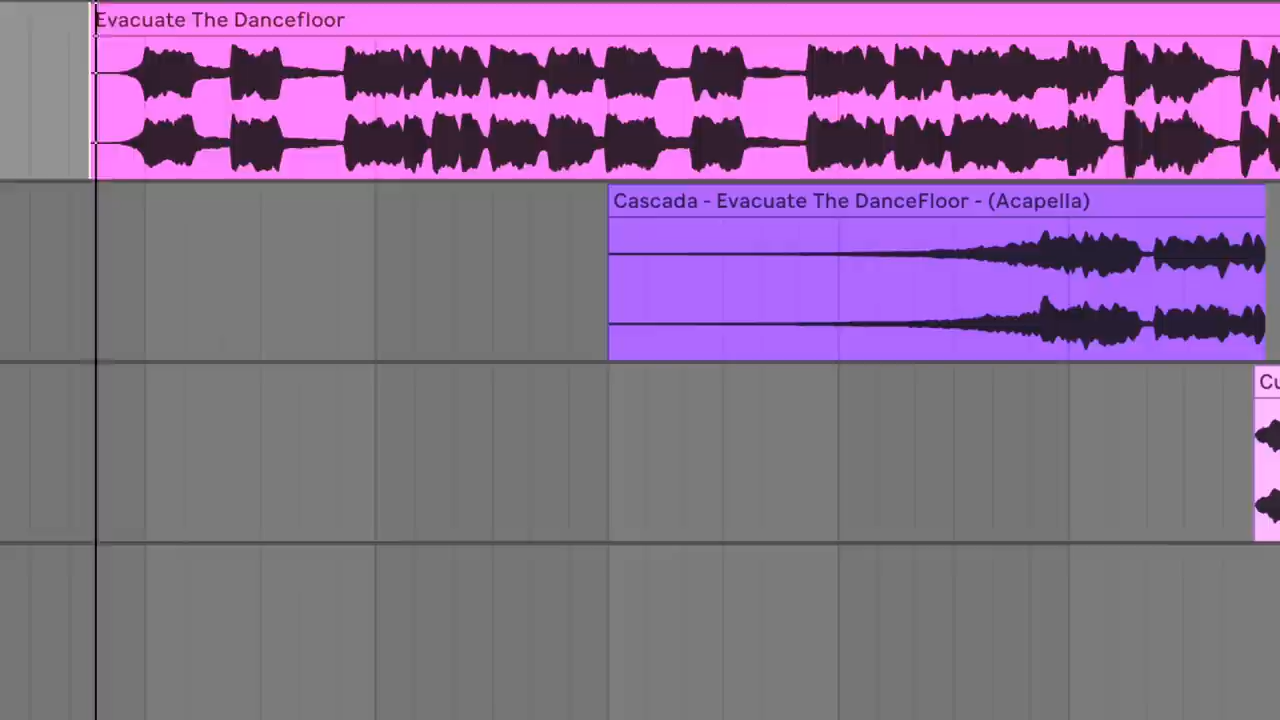 Evacuate The Dancefloor
Cascada - Evacuate The DanceFloor - (Acapella)